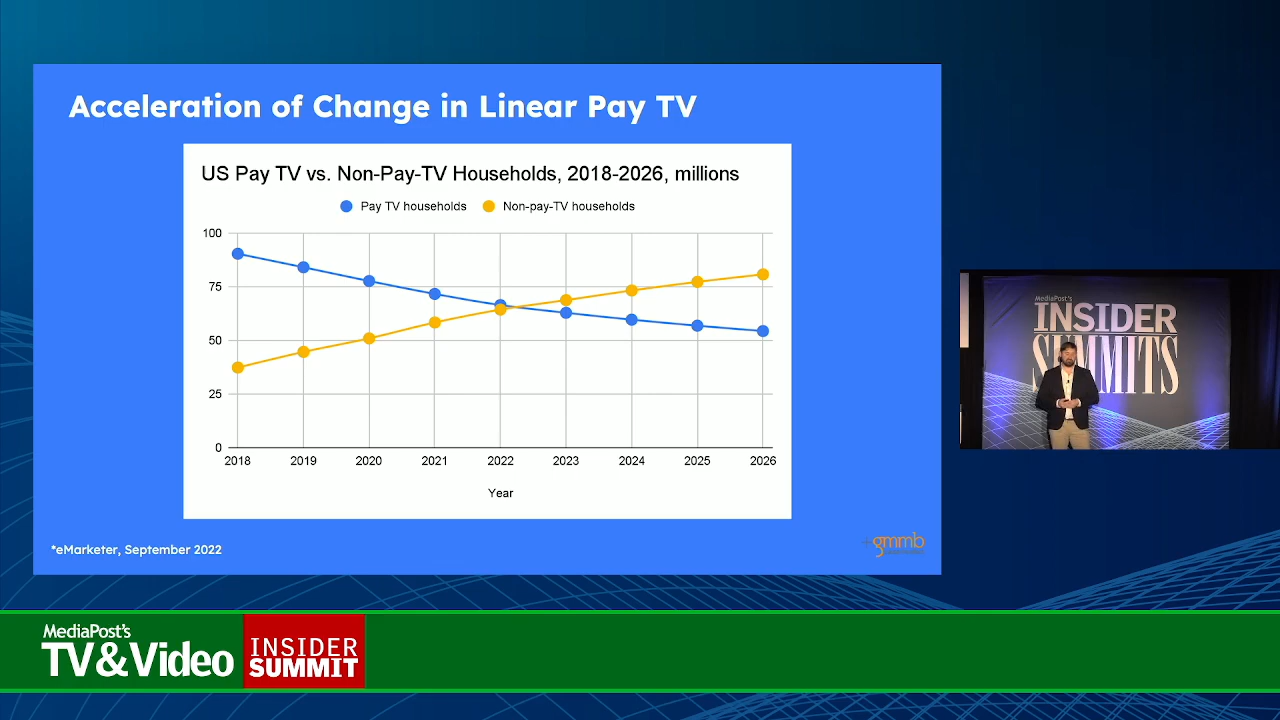 Acceleration of Change in Linear Pay TV
US Pay TV vs. Non-Pay-TV Households, 2018-2026, millions
Pay TV households
Non-pay-TV households
100
75
50
25
0
2018 2019 2020 2021 2022 2023 2024 2025 2026
Year
*eMarketer, September 2022
+gmmb
MediaPost's
INSIDER
SUMMITS
MediaPost's
TV&Video
INSIDER
SUMMIT